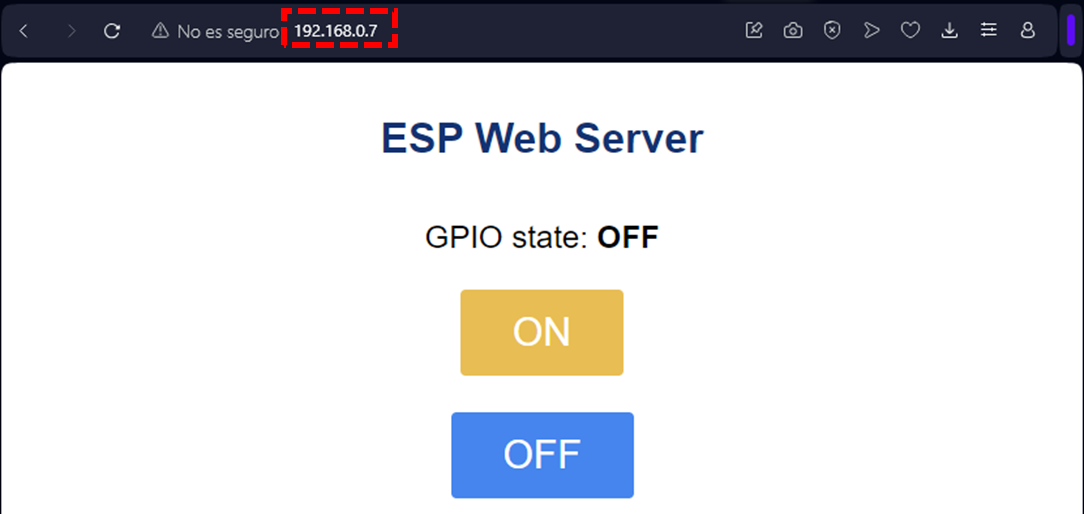 No es seguro 192.168.0.7
ESP Web Server
GPIO state: OFF
ON
OFF